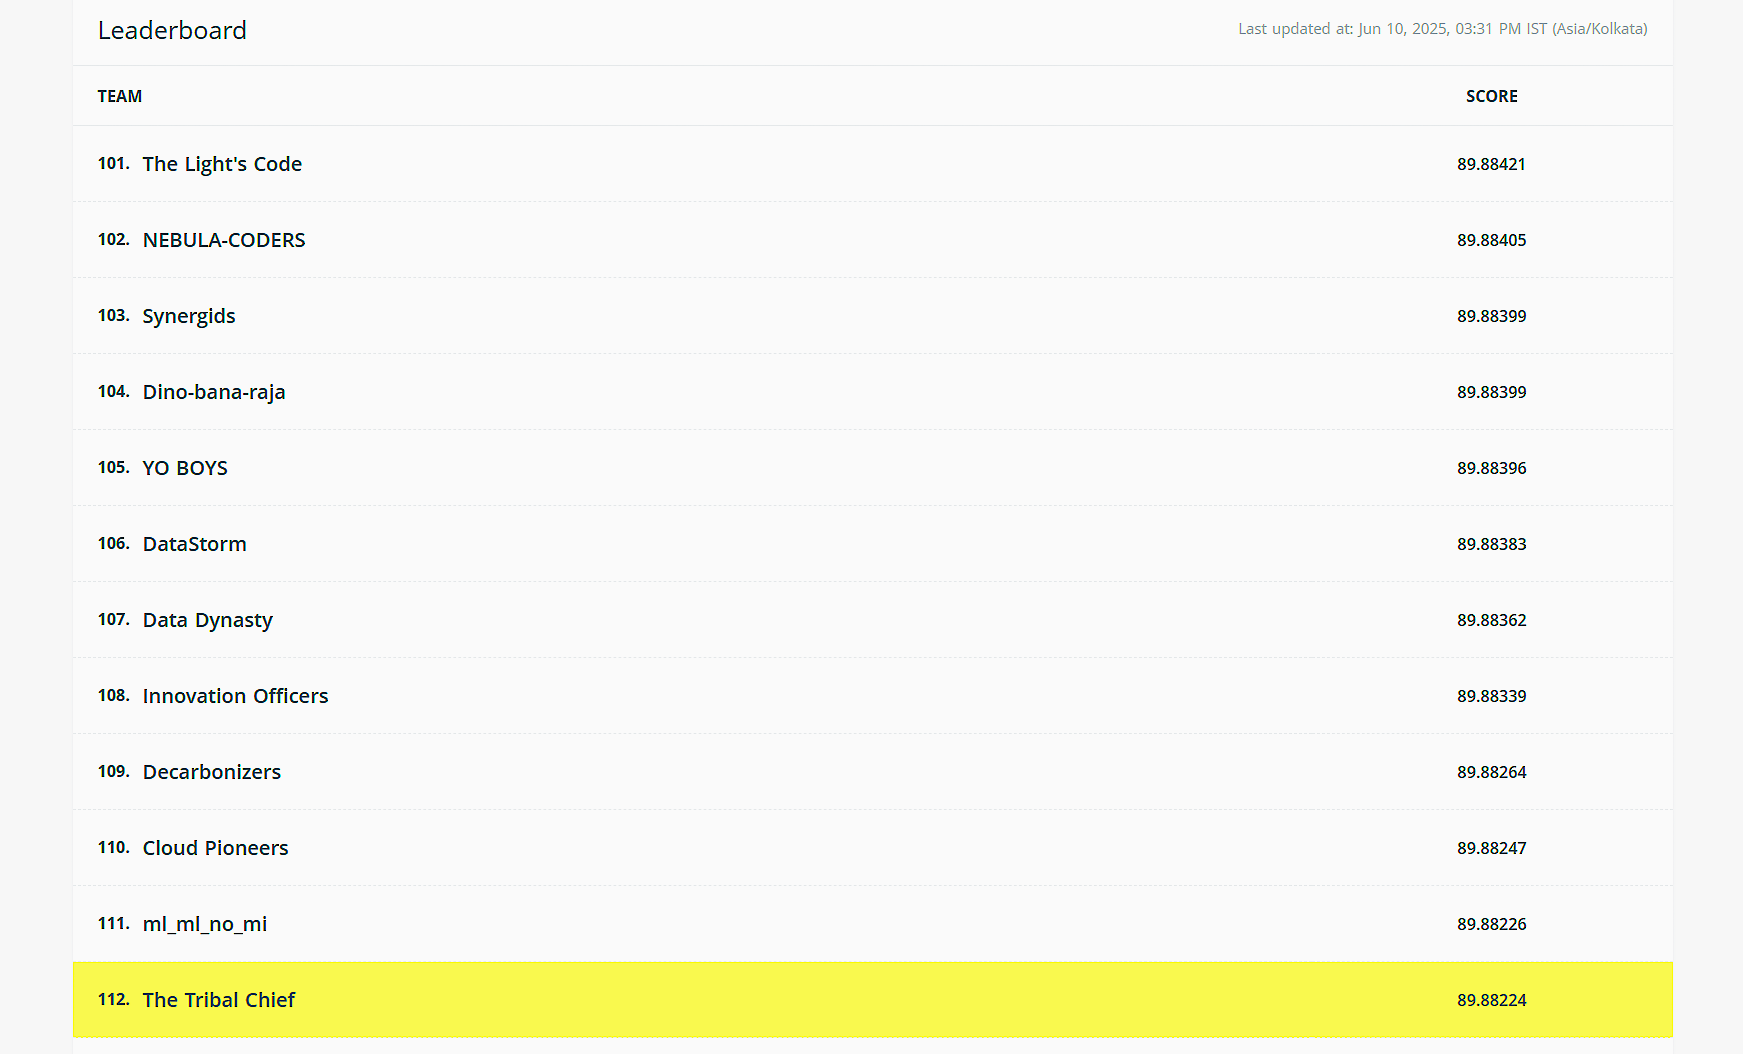 Leaderboard
Last updated at: Jun 10, 2025, 03:31 PM IST (Asia/Kolkata)
TEAM SCORE
101. The Light's Code 89.88421
102. NEBULA-CODERS 89.88405
103. Synergids 89.88399
104. Dino-bana-raja 89.88399
105. YO BOYS 89.88396
106. DataStorm 89.88383
107. Data Dynasty 89.88362
108. Innovation Officers 89.88339
109. Decarbonizers 89.88264
110. Cloud Pioneers 89.88247
111. ml_ml_no_mi 89.88226
112. The Tribal Chief 89.88224